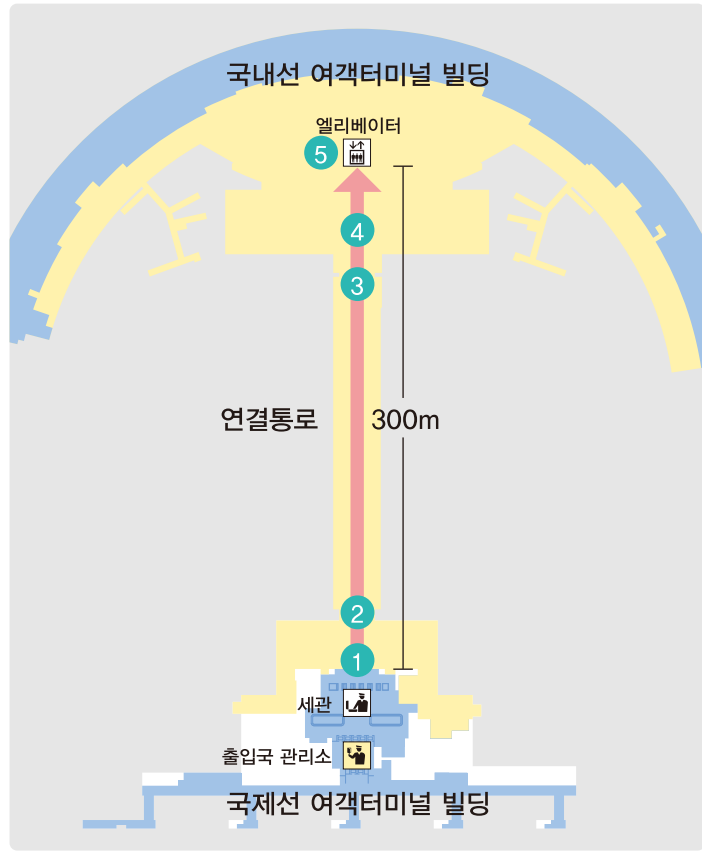 국내선 여객터미널 빌딩
엘리베이터
5
4
3
연결통로
300m
2
1
세관
출입국 관리소
국제선 여객터미널 빌딩